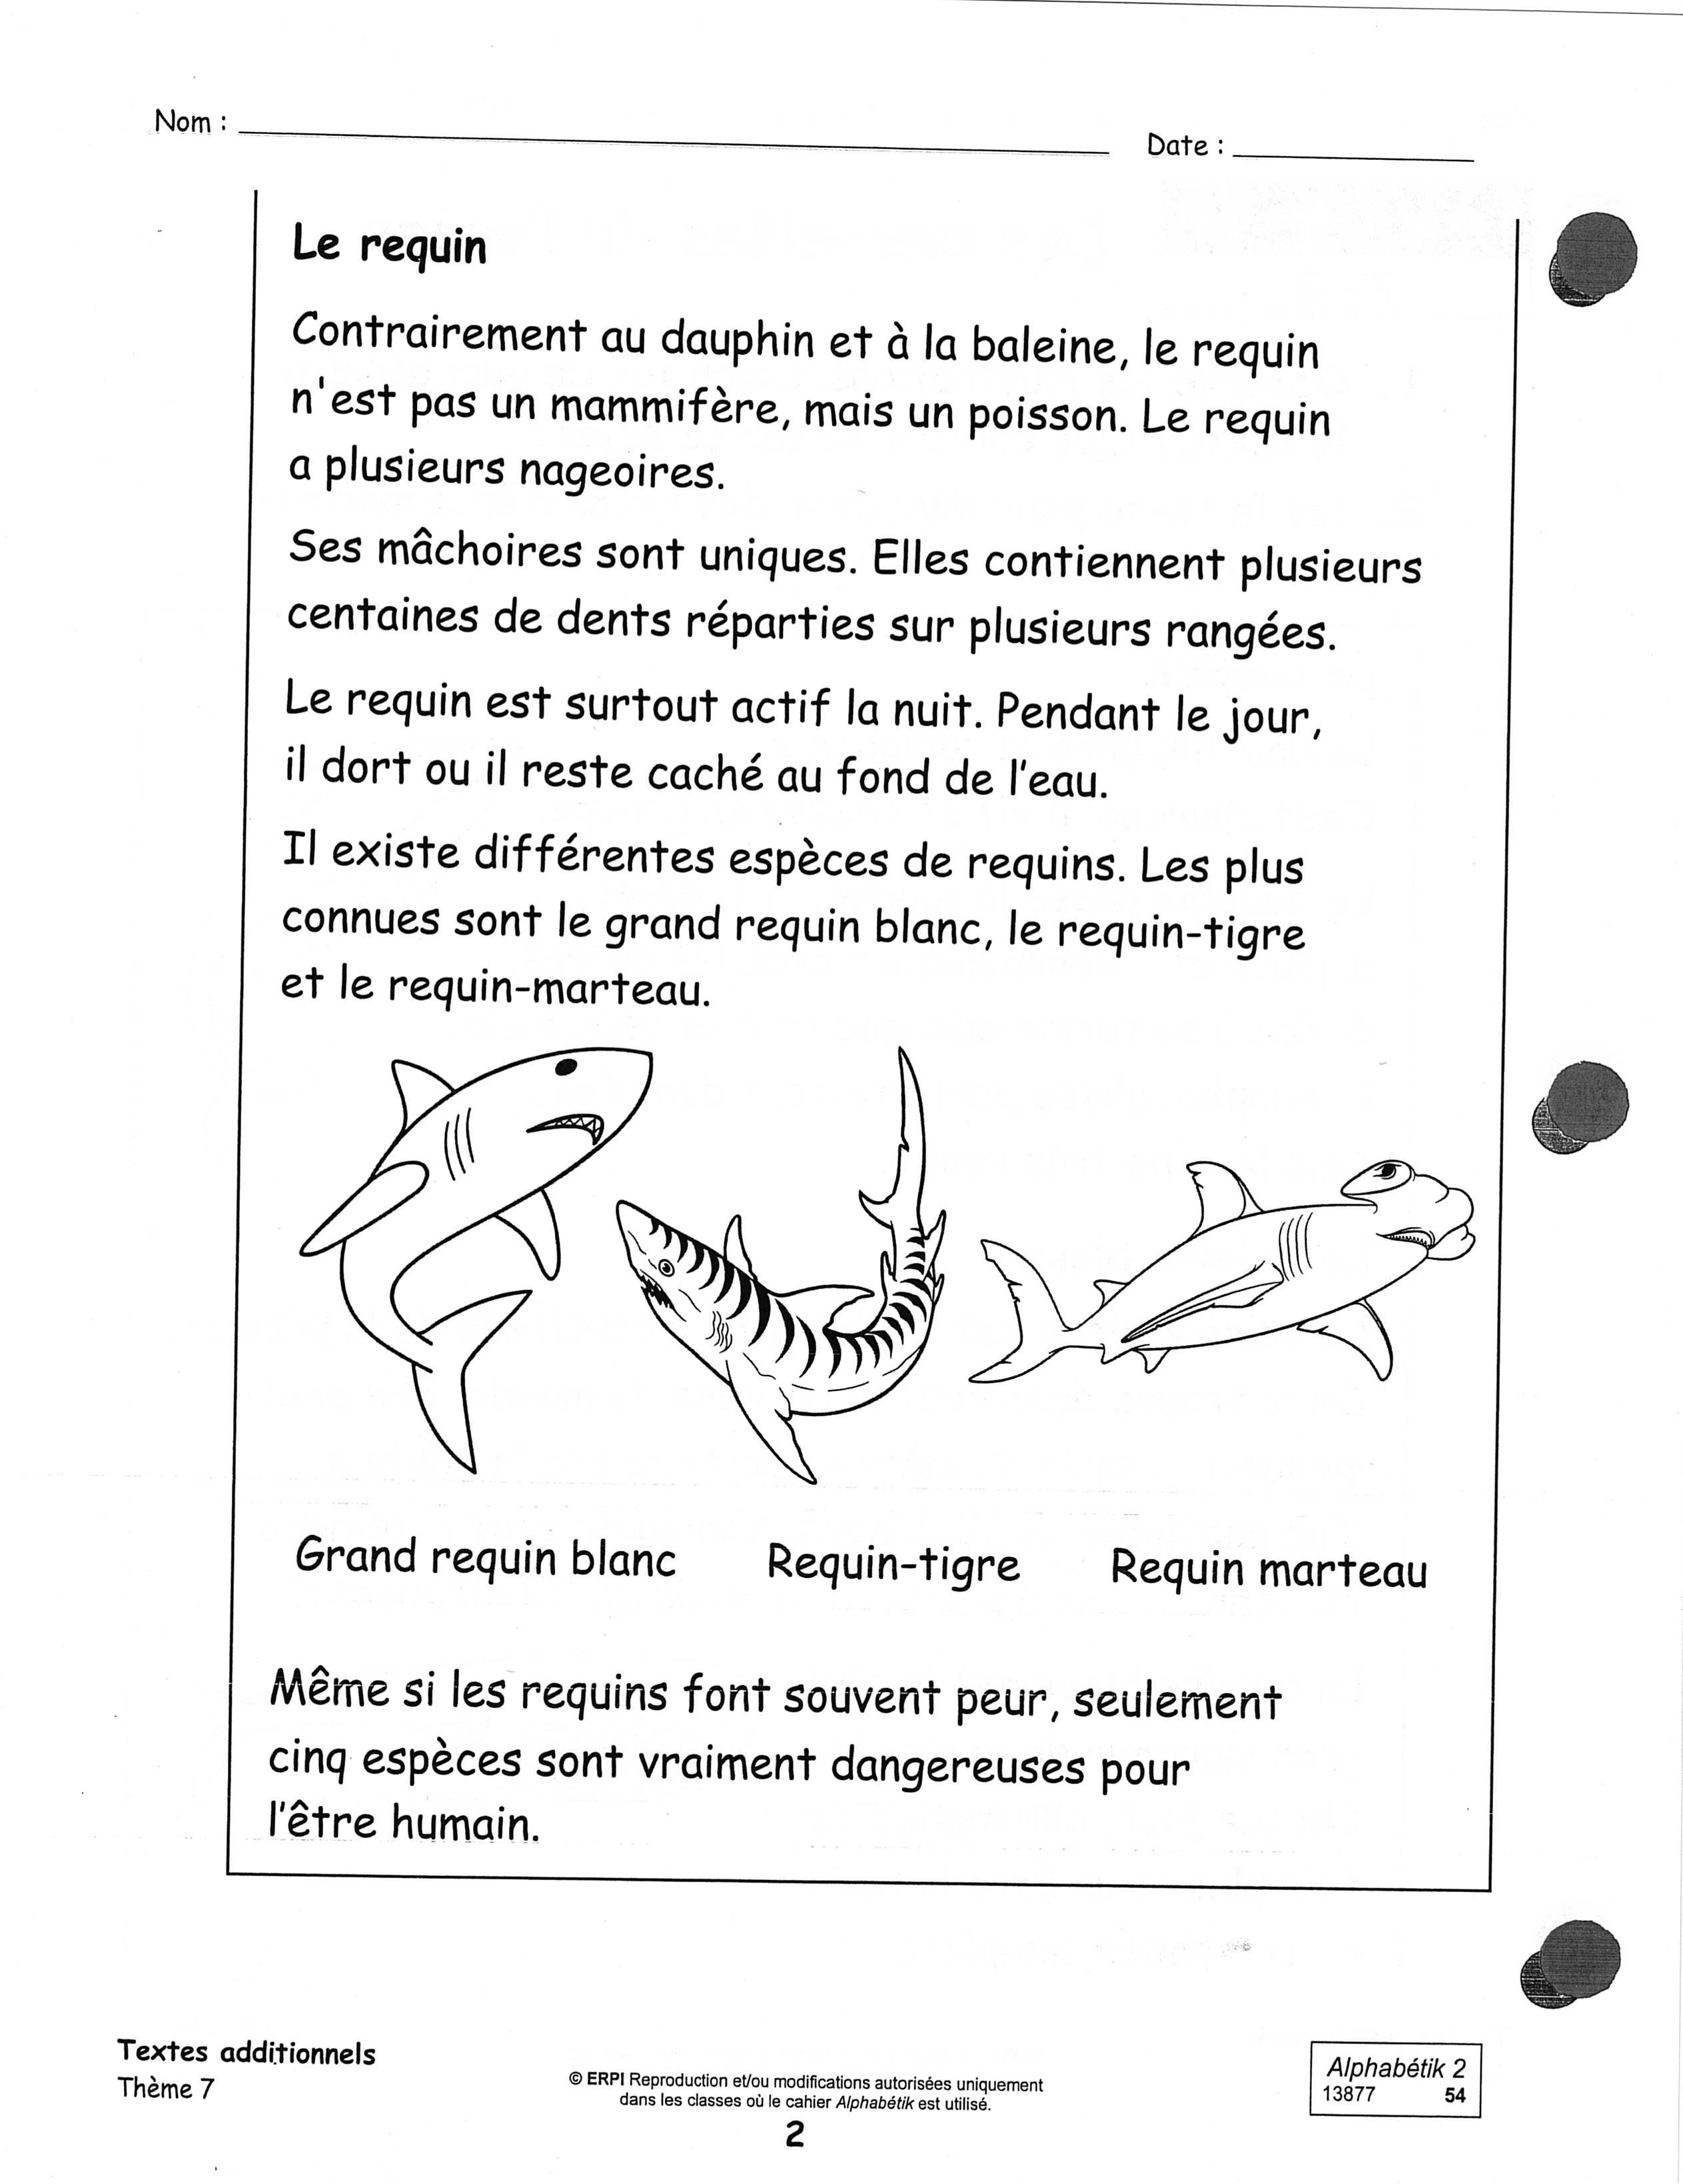 Nom :
Date :
Le requin
Contrairement au dauphin et à la baleine, le requin
n'est pas un mammifère, mais un poisson. Le requin
a plusieurs nageoires.
Ses mâchoires sont uniques. Elles contiennent plusieurs
centaines de dents réparties sur plusieurs rangées.
Le requin est surtout actif la nuit. Pendant le jour,
il dort ou il reste caché au fond de l'eau.
Il existe différentes espèces de requins. Les plus
connues sont le grand requin blanc, le requin-tigre
et le requin-marteau.
Grand requin blanc
Requin-tigre
Requin marteau
Même si les requins font souvent peur, seulement
cinq espèces sont vraiment dangereuses pour
l'être humain.
Textes additionnels
Thème 7
© ERPI Reproduction et/ou modifications autorisées uniquement
dans les classes où le cahier Alphabétik est utilisé.
2
Alphabétik 2
13877 54